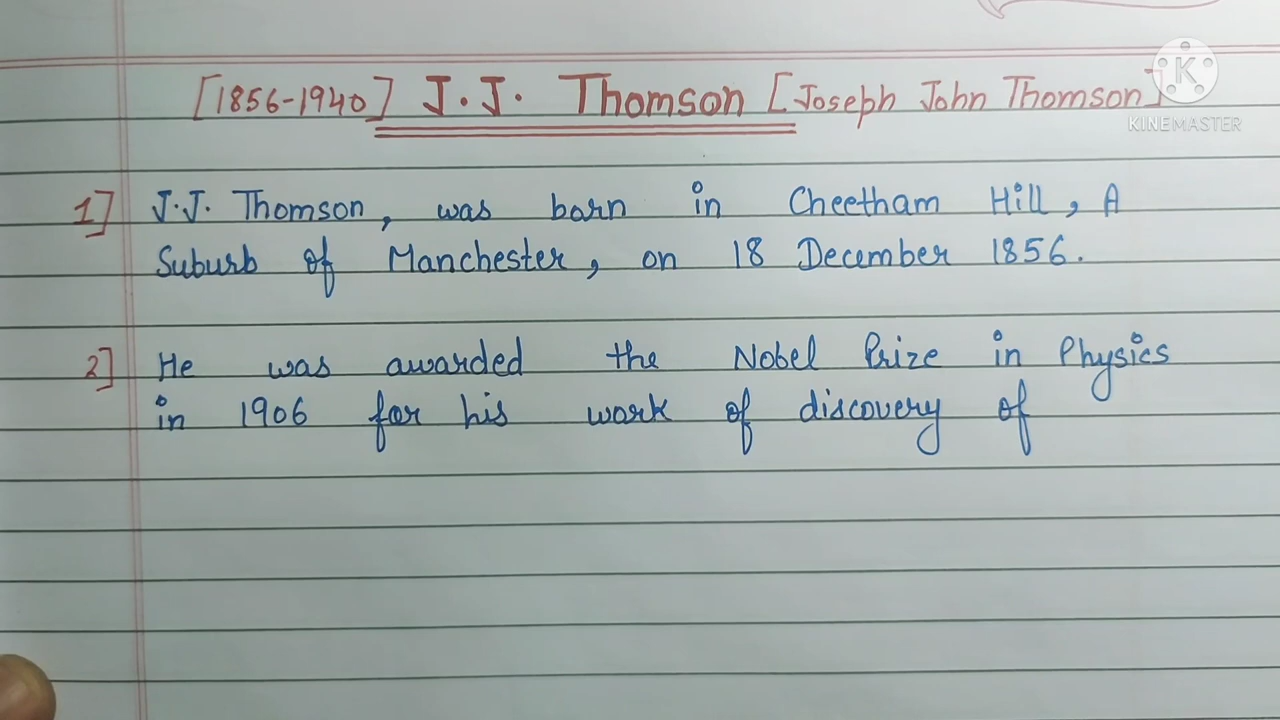 [1856-1940] J.J. Thomson [Joseph John Thomson]
K
KINEMASTER
1] J.J. Thomson, was born in Cheetham Hill, A
Suburb of Manchester, on 18 December 1856.
2] He was awarded the Nobel Prize in Physics
in 1906 for his work of discovery of